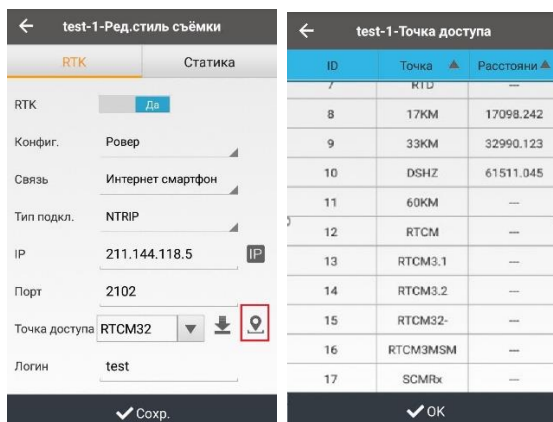 test-1-Ред.стиль съёмки
RTK Статика
RTK Да
Конфиг. Ровер
Связь Интернет смартфон
Тип подкл. NTRIP
IP 211.144.118.5 IP
Порт 2102
Точка доступа RTCM32
Логин test
Сохр.
test-1-Точка доступа
ID Точка Расстояни
7 RTD ---
8 17KM 17098.242
9 33KM 32990.123
10 DSHZ 61511.045
11 60KM ---
12 RTCM ---
13 RTCM3.1 ---
14 RTCM3.2 ---
15 RTCM32- ---
16 RTCM3MSM ---
17 SCMRx ---
OK